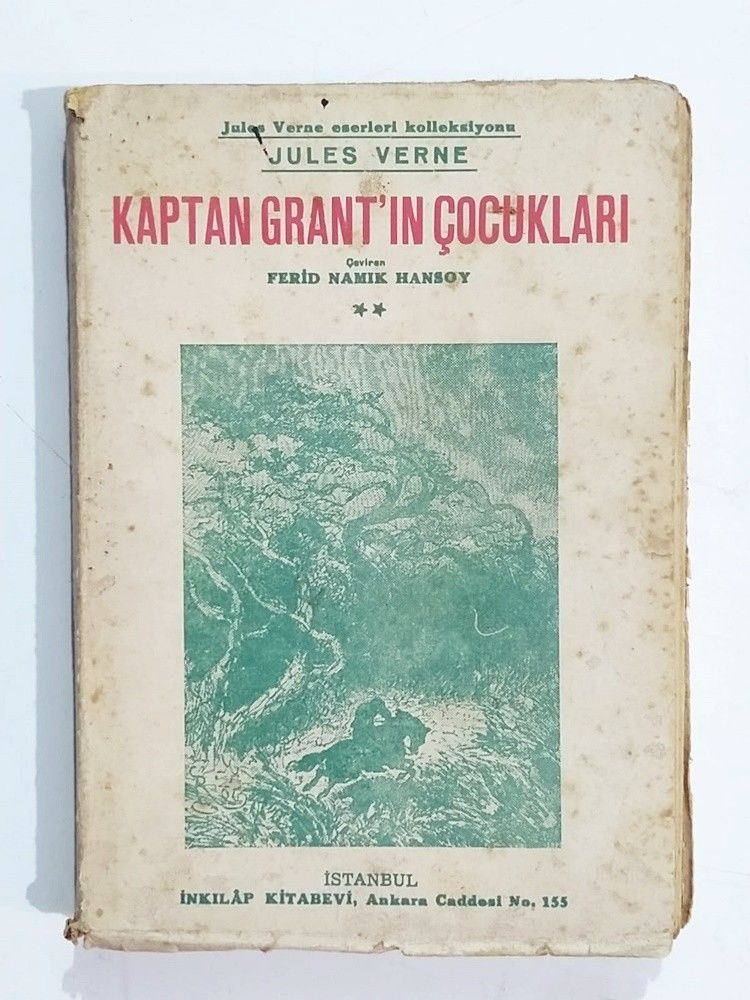 Jules Verne eserleri kolleksiyonu
JULES VERNE
KAPTAN GRANT'IN ÇOCUKLARI
Çeviren
FERİD NAMIK HANSOY
İSTANBUL
İNKILÂP KİTABEVİ, Ankara Caddesi No. 155